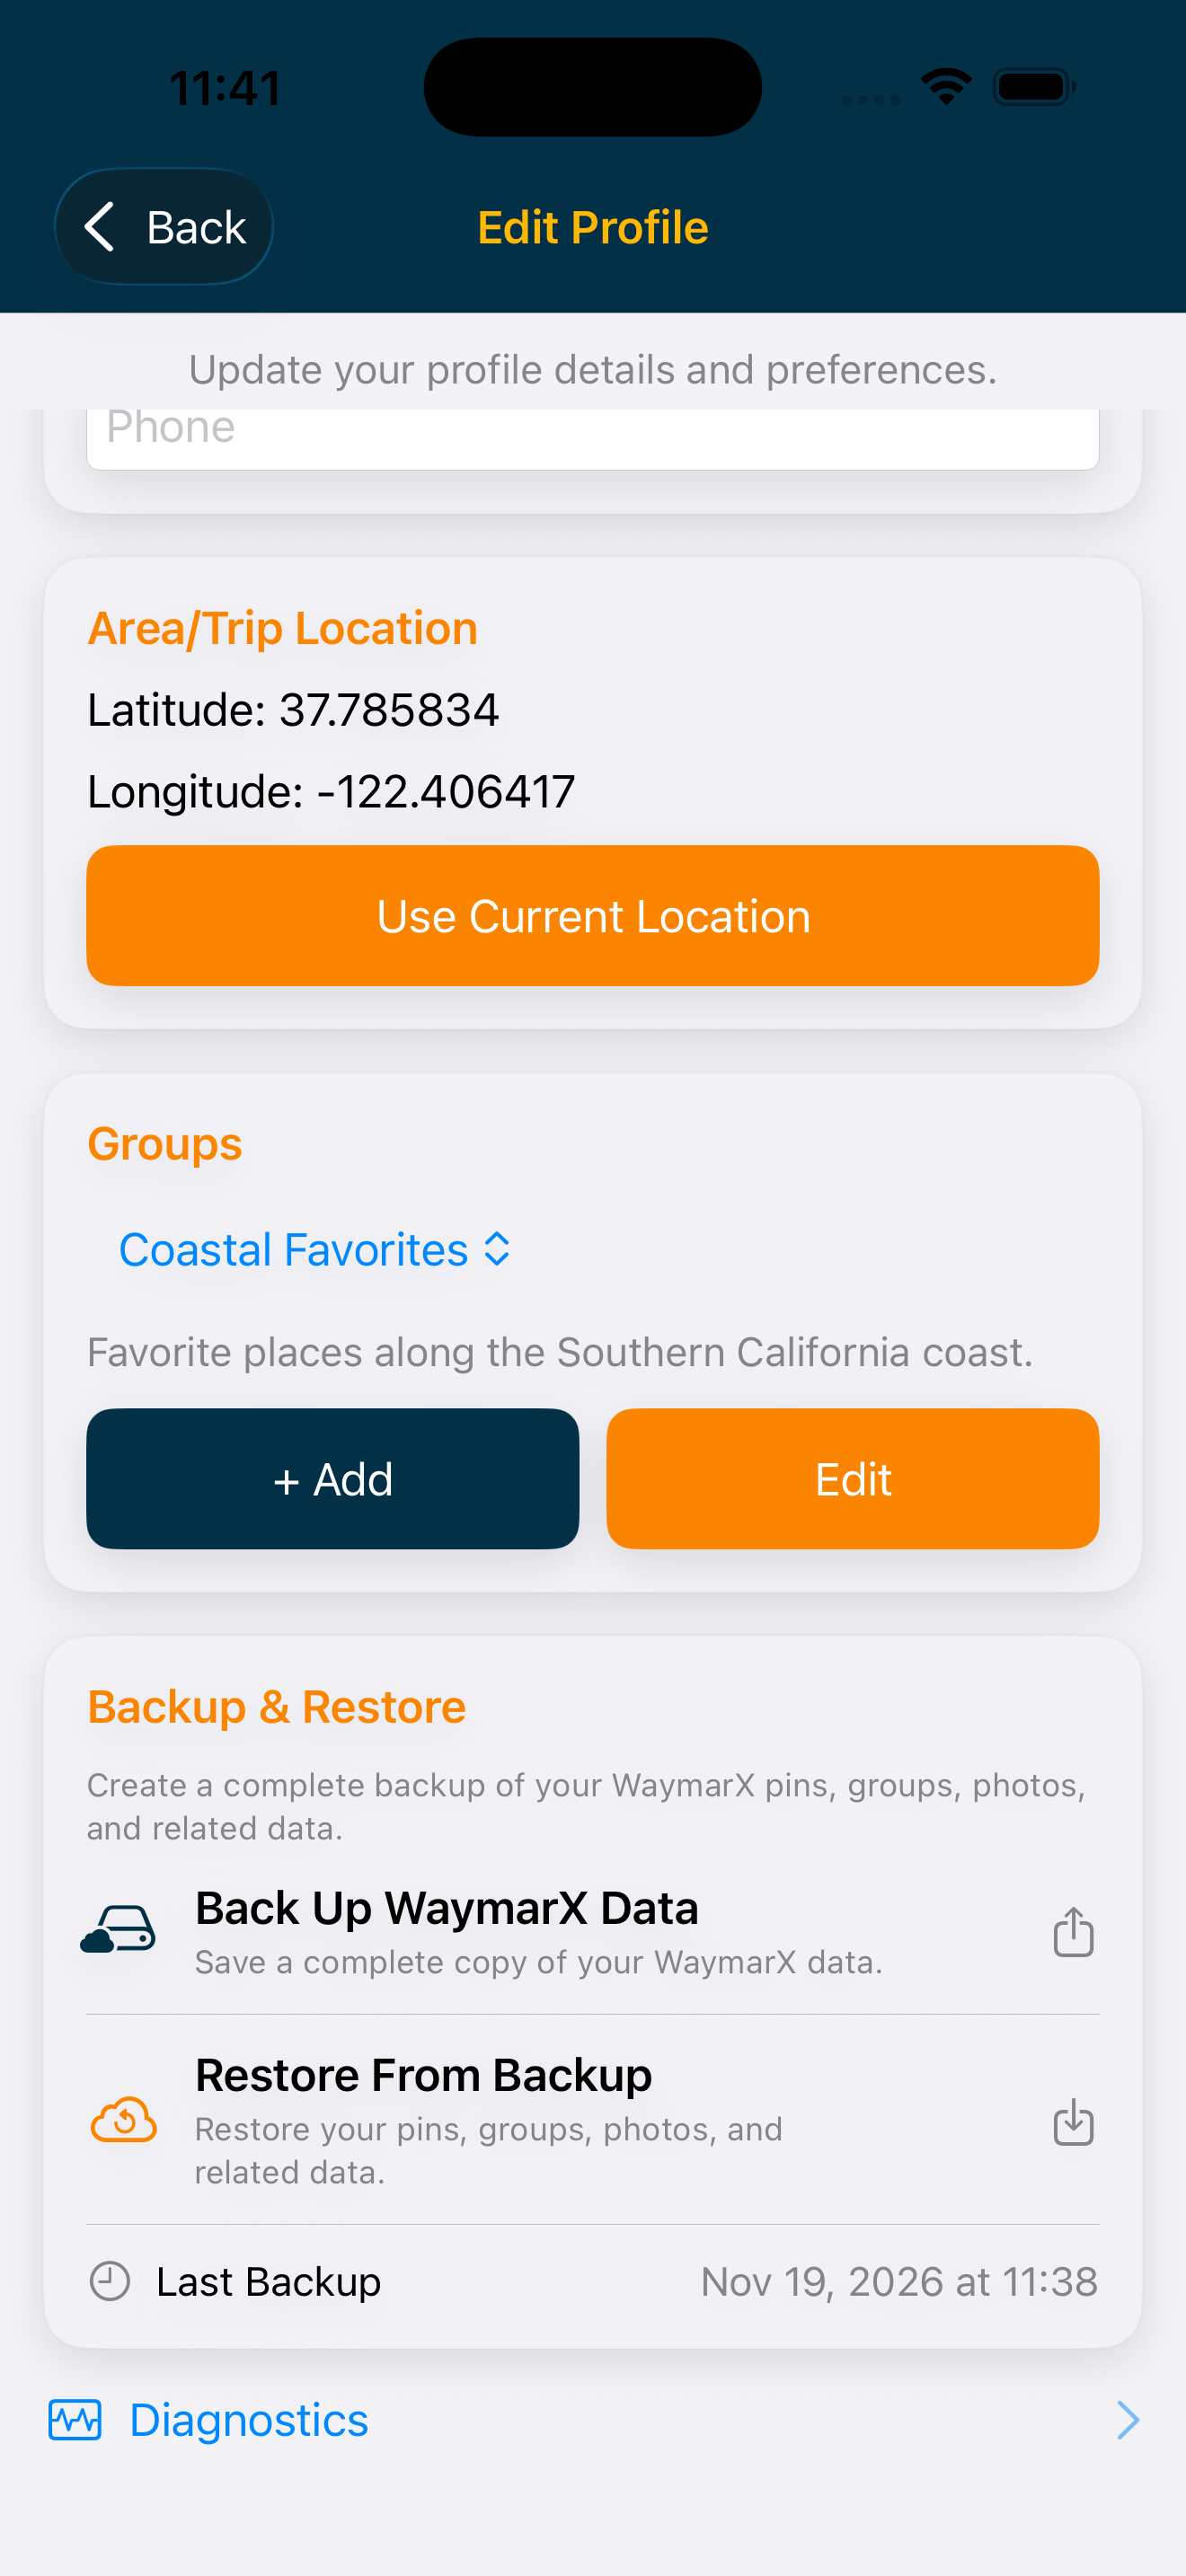 11:41
Back
Edit Profile
Update your profile details and preferences.
Phone
Area/Trip Location
Latitude: 37.785834
Longitude: -122.406417
Use Current Location
Groups
Coastal Favorites
Favorite places along the Southern California coast.
+ Add
Edit
Backup & Restore
Create a complete backup of your WaymarX pins, groups, photos,
and related data.
Back Up WaymarX Data
Save a complete copy of your WaymarX data.
Restore From Backup
Restore your pins, groups, photos, and
related data.
Last Backup
Nov 19, 2026 at 11:38
Diagnostics